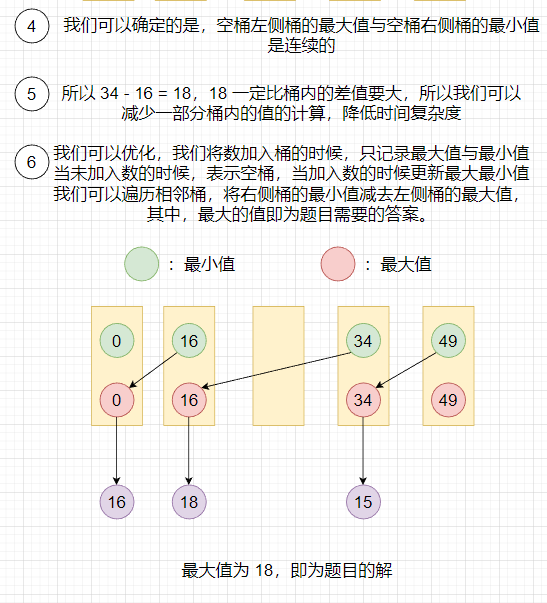 4 我们可以确定的是，空桶左侧桶的最大值与空桶右侧桶的最小值
是连续的
5 所以 34 - 16 = 18，18 一定比桶内的差值要大，所以我们可以
减少一部分桶内的值的计算，降低时间复杂度
6 我们可以优化，我们将数加入桶的时候，只记录最大值与最小值
当未加入数的时候，表示空桶，当加入数的时候更新最大最小值
我们可以遍历相邻桶，将右侧桶的最小值减去左侧桶的最大值，
其中，最大的值即为题目需要的答案。
：最小值 ：最大值
0 16 34 49
0 16 34 49
16 18 15
最大值为 18，即为题目的解